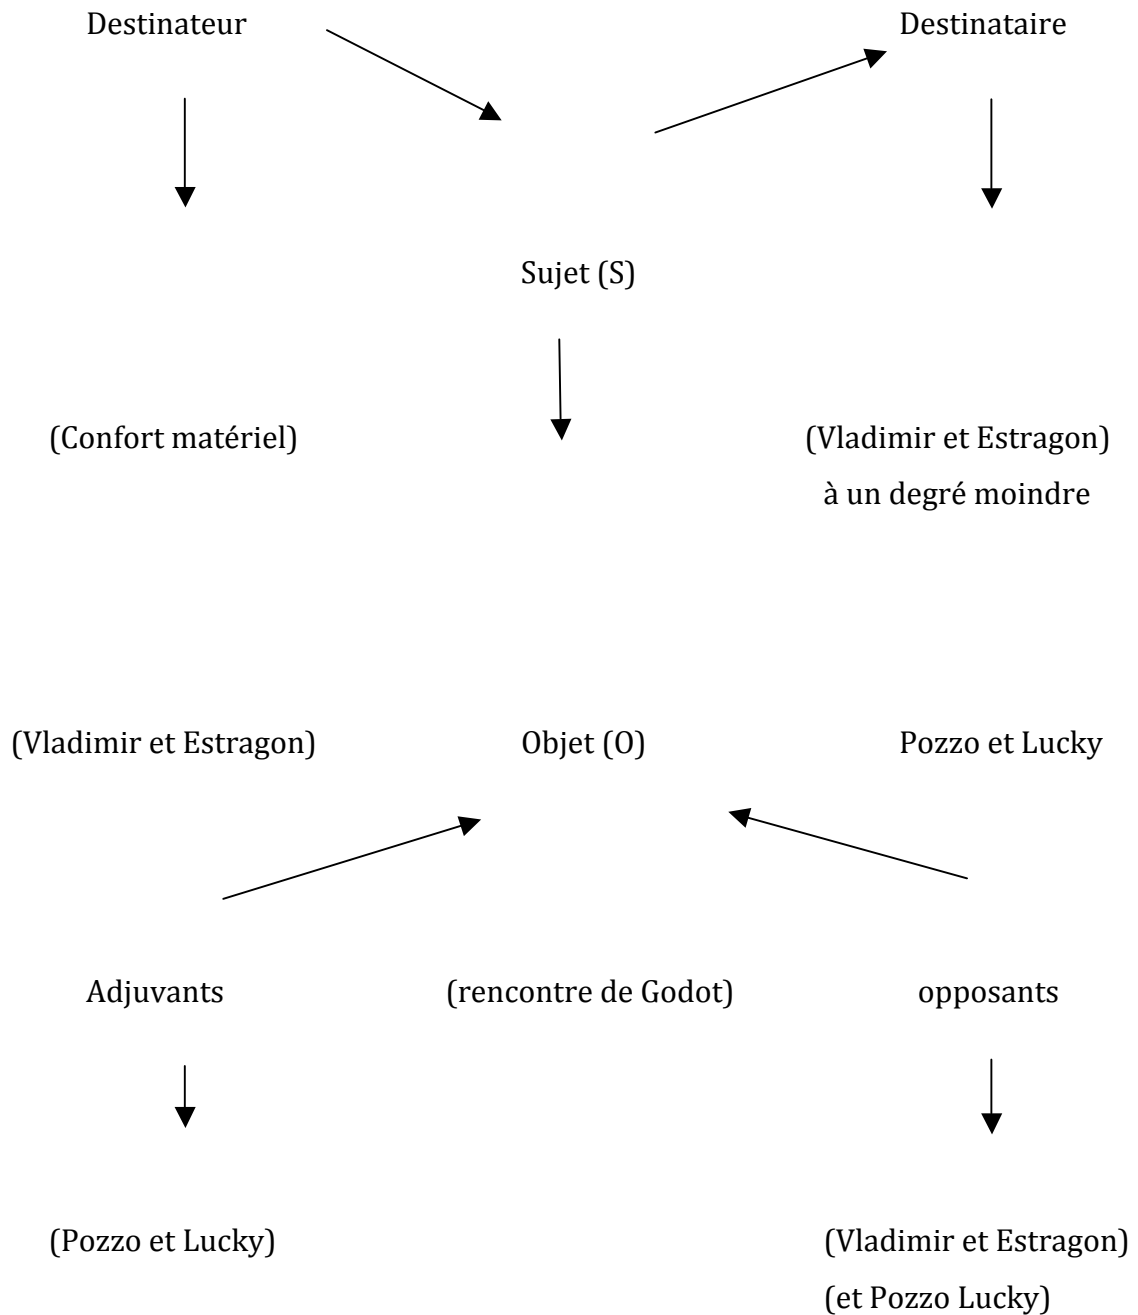 Destinateur
Destinataire
Sujet (S)
(Confort matériel)
(Vladimir et Estragon)
à un degré moindre
(Vladimir et Estragon)
Objet (O)
Pozzo et Lucky
Adjuvants
(rencontre de Godot)
opposants
(Pozzo et Lucky)
(Vladimir et Estragon)
(et Pozzo Lucky)